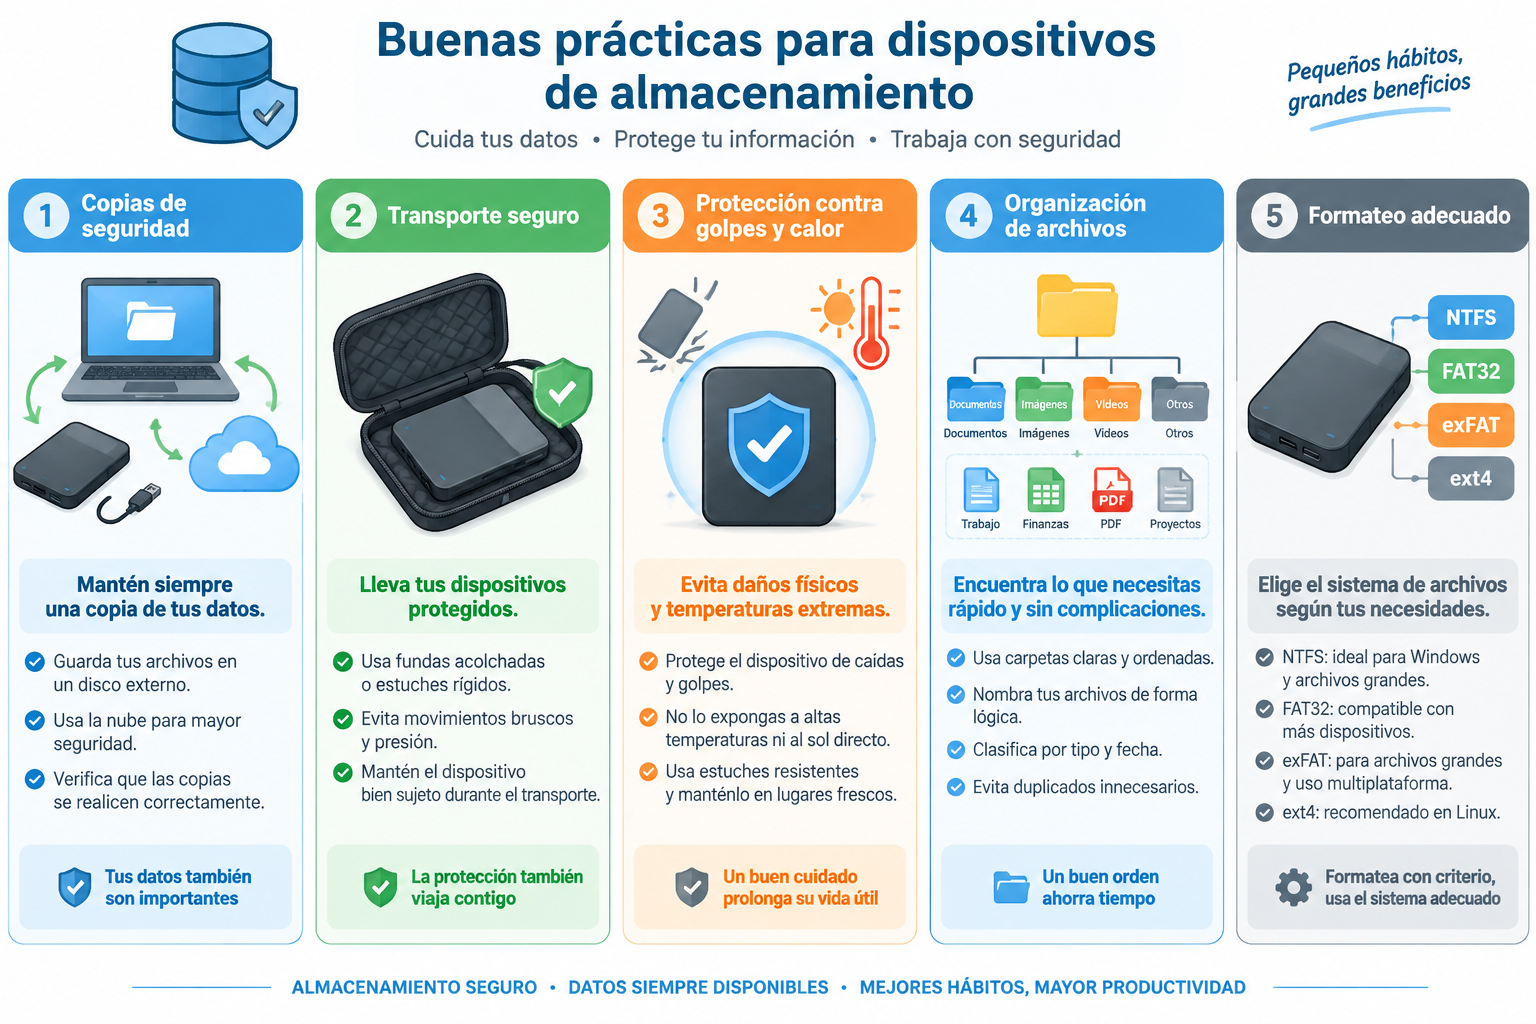 Buenas prácticas para dispositivos
de almacenamiento
Cuida tus datos • Protege tu información • Trabaja con seguridad
Pequeños hábitos,
grandes beneficios
1
Copias de
seguridad
Mantén siempre
una copia de tus datos.
Guarda tus archivos en
un disco externo.
Usa la nube para mayor
seguridad.
Verifica que las copias
se realicen correctamente.
Tus datos también
son importantes
2
Transporte seguro
Lleva tus dispositivos
protegidos.
Usa fundas acolchadas
o estuches rígidos.
Evita movimientos bruscos
y presión.
Mantén el dispositivo
bien sujeto durante el transporte.
La protección también
viaja contigo
3
Protección contra
golpes y calor
Evita daños físicos
y temperaturas extremas.
Protege el dispositivo de caídas
y golpes.
No lo expongas a altas
temperaturas ni al sol directo.
Usa estuches resistentes
y manténlo en lugares frescos.
Un buen cuidado
prolonga su vida útil
4
Organización
de archivos
Documentos Imágenes Videos Otros
Documentos Imágenes Videos Otros
PDF
Trabajo Finanzas PDF Proyectos
Encuentra lo que necesitas
rápido y sin complicaciones.
Usa carpetas claras y ordenadas.
Nombra tus archivos de forma
lógica.
Clasifica por tipo y fecha.
Evita duplicados innecesarios.
Un buen orden
ahorra tiempo
5
Formateo adecuado
NTFS
FAT32
exFAT
ext4
Elige el sistema de archivos
según tus necesidades.
NTFS: ideal para Windows
y archivos grandes.
FAT32: compatible con
más dispositivos.
exFAT: para archivos grandes
y uso multiplataforma.
ext4: recomendado en Linux.
Formatea con criterio,
usa el sistema adecuado
ALMACENAMIENTO SEGURO • DATOS SIEMPRE DISPONIBLES • MEJORES HÁBITOS, MAYOR PRODUCTIVIDAD